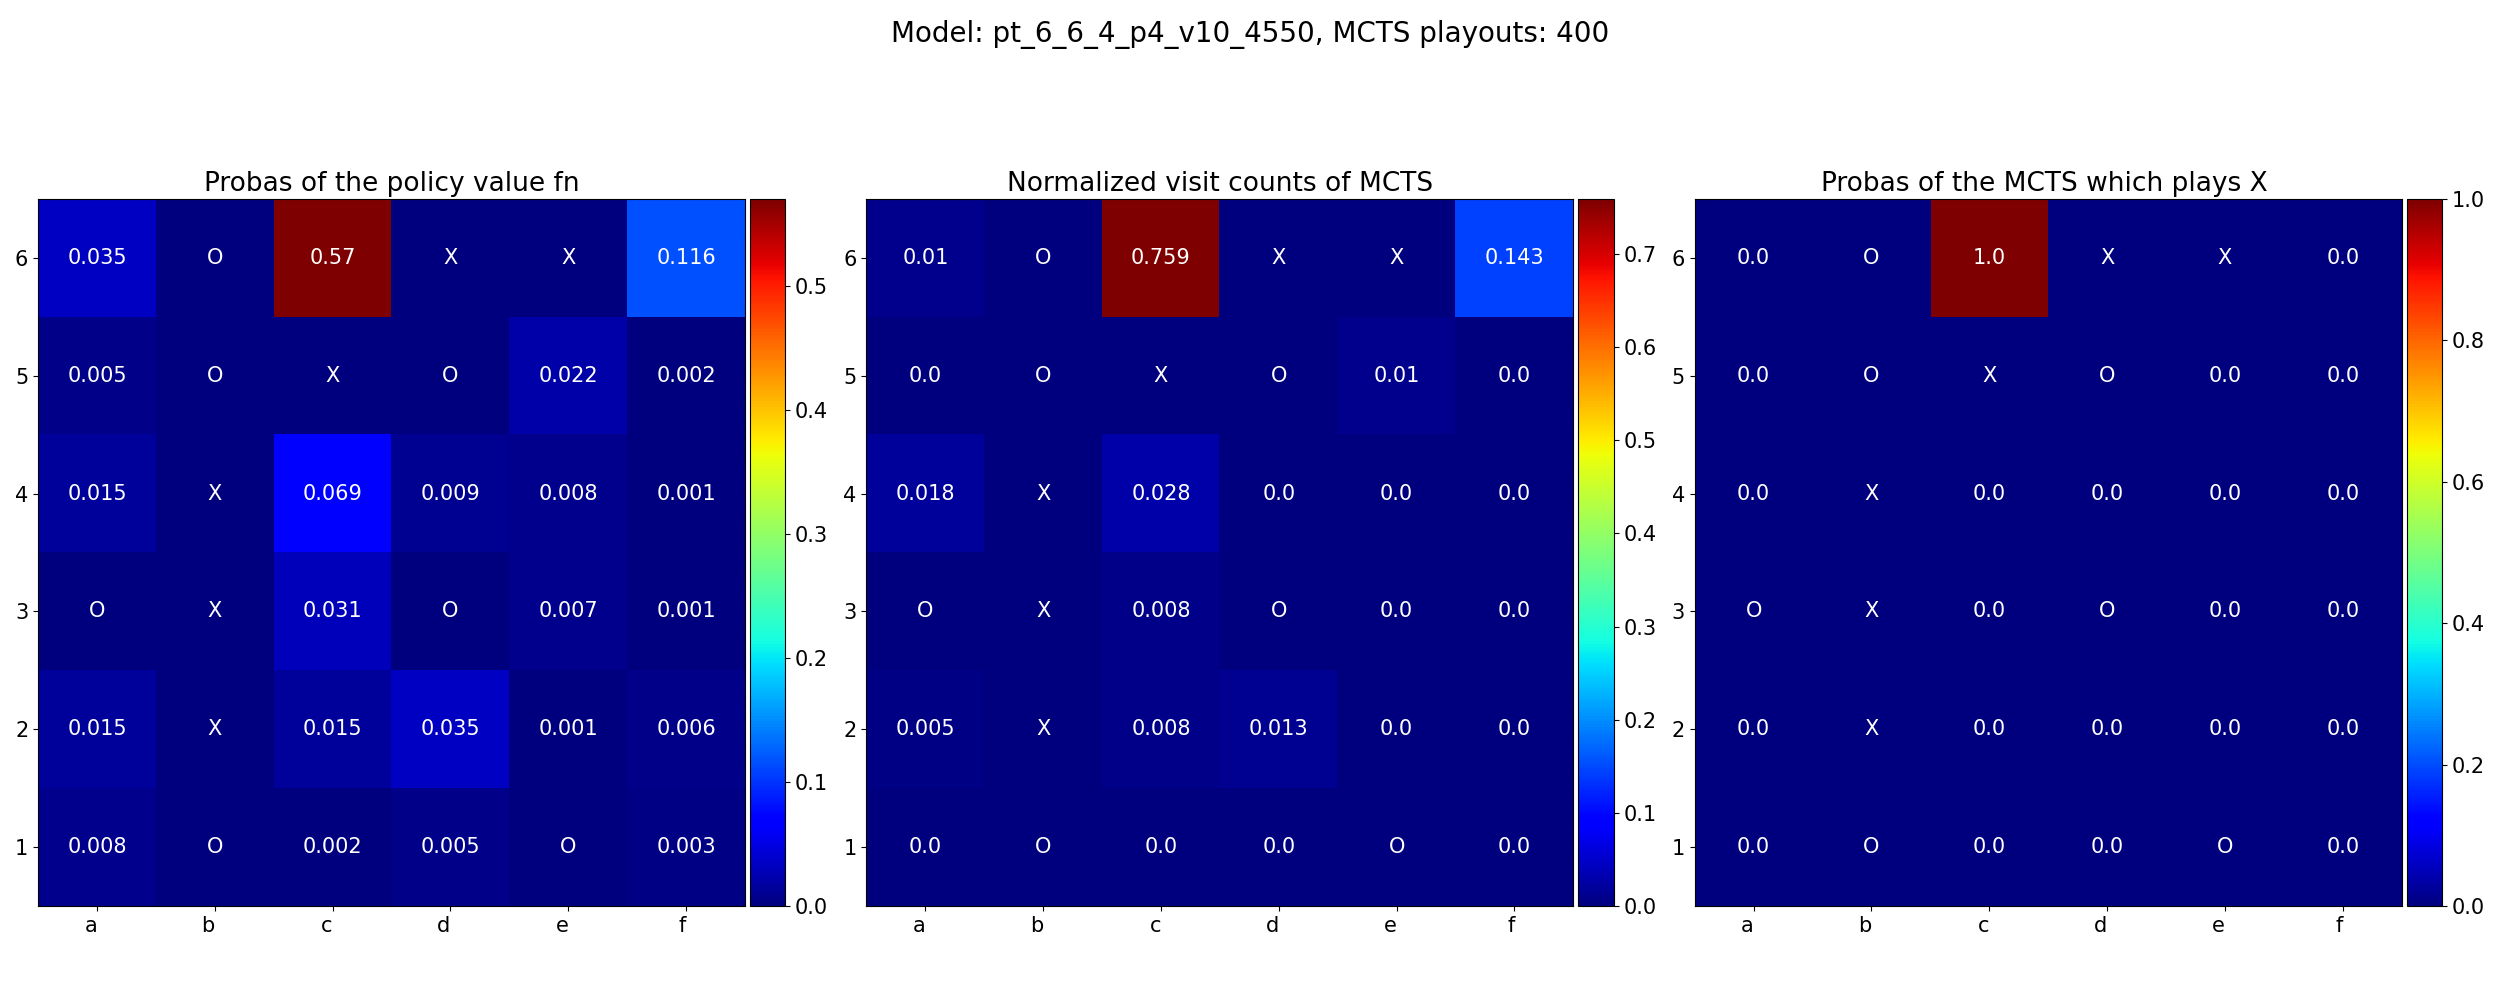 Model: pt_6_6_4_p4_v10_4550, MCTS playouts: 400
Probas of the policy value fn
6 0.035 O 0.57 X X 0.116
5 0.005 O X O 0.022 0.002
4 0.015 X 0.069 0.009 0.008 0.001
3 O X 0.031 O 0.007 0.001
2 0.015 X 0.015 0.035 0.001 0.006
1 0.008 O 0.002 0.005 O 0.003
a b c d e f
0.5
0.4
0.3
0.2
0.1
0.0
Normalized visit counts of MCTS
6 0.01 O 0.759 X X 0.143
5 0.0 O X O 0.01 0.0
4 0.018 X 0.028 0.0 0.0 0.0
3 O X 0.008 O 0.0 0.0
2 0.005 X 0.008 0.013 0.0 0.0
1 0.0 O 0.0 0.0 O 0.0
a b c d e f
0.7
0.6
0.5
0.4
0.3
0.2
0.1
0.0
Probas of the MCTS which plays X
6 0.0 O 1.0 X X 0.0
5 0.0 O X O 0.0 0.0
4 0.0 X 0.0 0.0 0.0 0.0
3 O X 0.0 O 0.0 0.0
2 0.0 X 0.0 0.0 0.0 0.0
1 0.0 O 0.0 0.0 O 0.0
a b c d e f
1.0
0.8
0.6
0.4
0.2
0.0